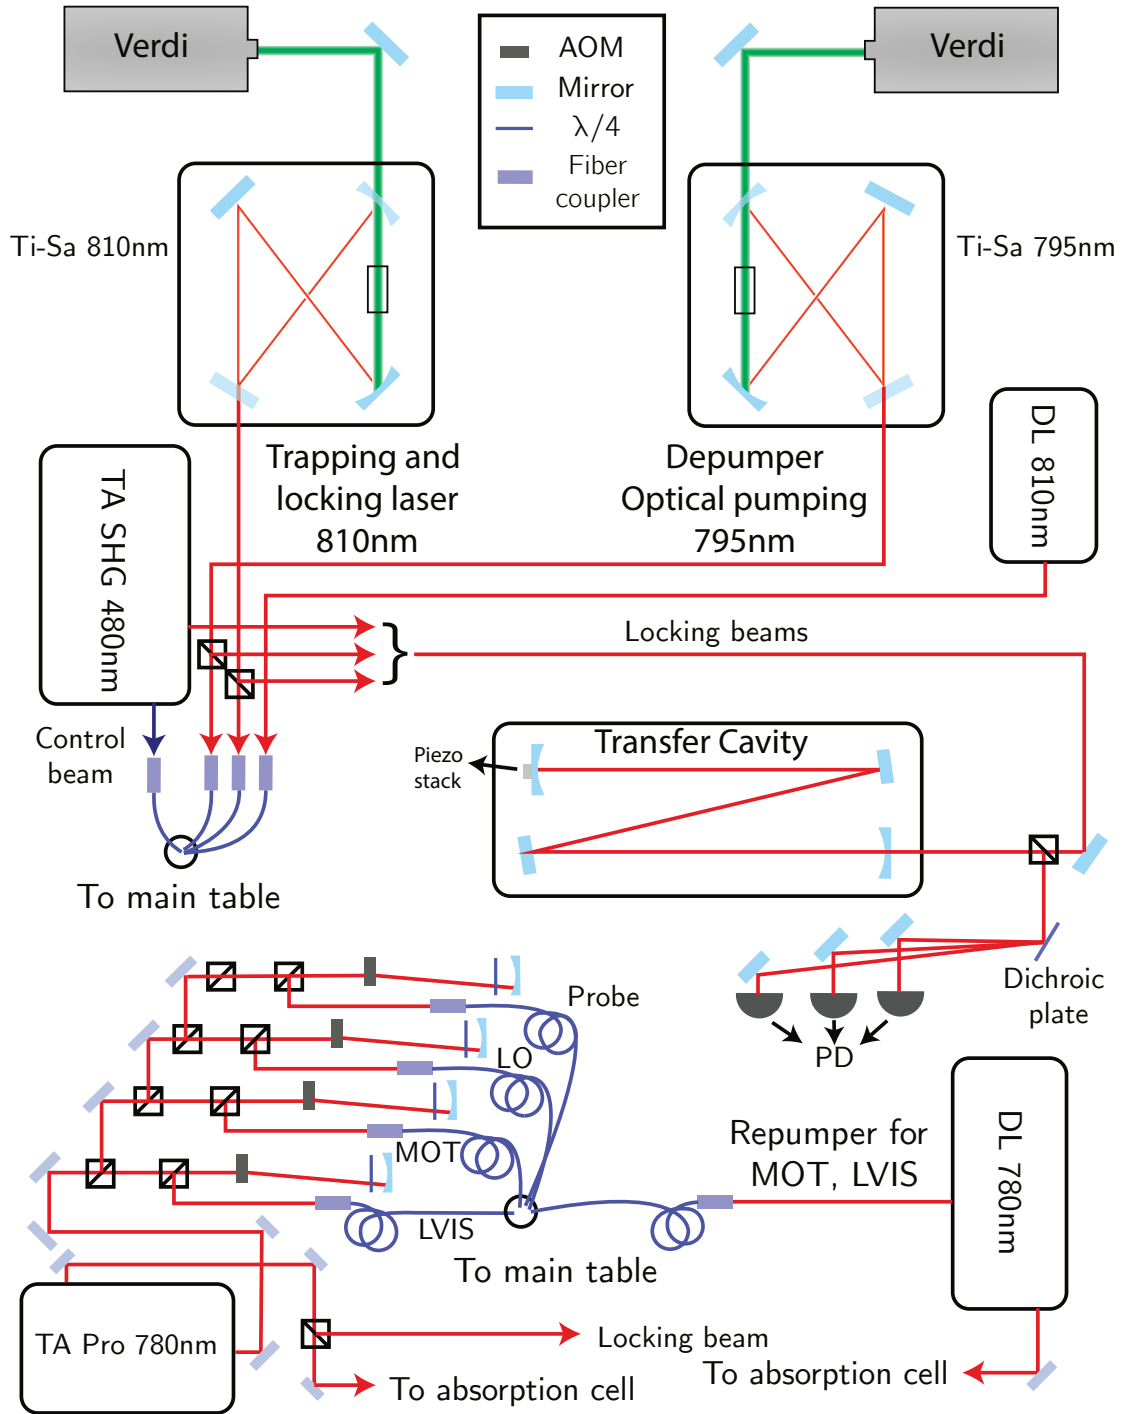 Verdi
Verdi
AOM
Mirror
λ/4
Fiber
coupler
Ti-Sa 810nm
Ti-Sa 795nm
Trapping and
locking laser
810nm
Depumper
Optical pumping
795nm
DL 810nm
TA SHG 480nm
Locking beams
Control
beam
Transfer Cavity
Piezo
stack
To main table
Dichroic
plate
PD
Probe
LO
MOT
LVIS
Repumper for
MOT, LVIS
DL 780nm
To main table
TA Pro 780nm
Locking beam
To absorption cell
To absorption cell